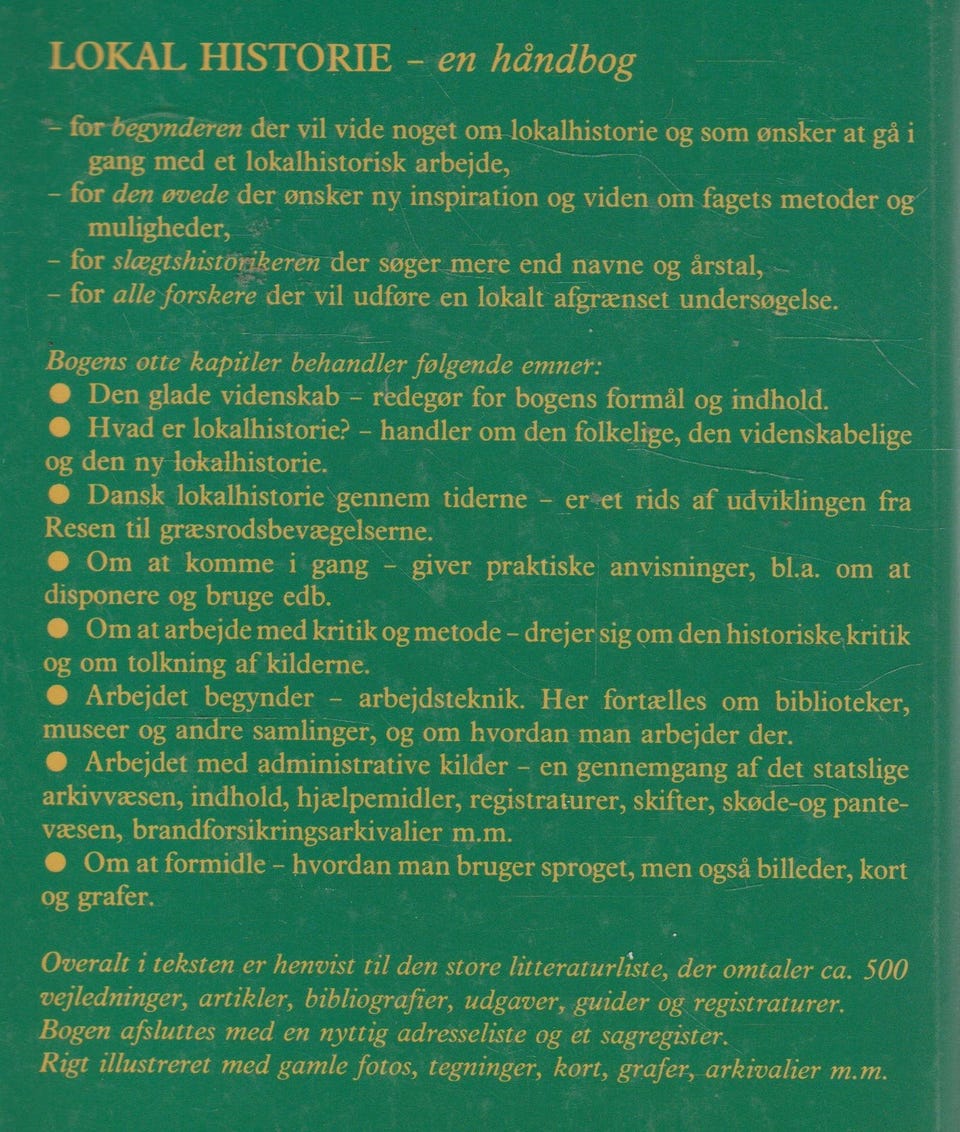 LOKAL HISTORIE – en håndbog
– for begynderen der vil vide noget om lokalhistorie og som ønsker at gå i
gang med et lokalhistorisk arbejde,
– for den øvede der ønsker ny inspiration og viden om fagets metoder og
muligheder,
– for slægtshistorikeren der søger mere end navne og årstal,
– for alle forskere der vil udføre en lokalt afgrænset undersøgelse.
Bogens otte kapitler behandler følgende emner:
● Den glade videnskab – redegør for bogens formål og indhold.
● Hvad er lokalhistorie? – handler om den folkelige, den videnskabelige
og den ny lokalhistorie.
● Dansk lokalhistorie gennem tiderne – er et rids af udviklingen fra
Resen til græsrodsbevægelserne.
● Om at komme i gang – giver praktiske anvisninger, bl.a. om at
disponere og bruge edb.
● Om at arbejde med kritik og metode – drejer sig om den historiske kritik
og om tolkning af kilderne.
● Arbejdet begynder – arbejdsteknik. Her fortælles om biblioteker,
museer og andre samlinger, og om hvordan man arbejder der.
● Arbejdet med administrative kilder – en gennemgang af det statslige
arkivvæsen, indhold, hjælpemidler, registraturer, skifter, skøde-og pante-
væsen, brandforsikringsarkivalier m.m.
● Om at formidle – hvordan man bruger sproget, men også billeder, kort
og grafer.
Overalt i teksten er henvist til den store litteraturliste, der omtaler ca. 500
vejledninger, artikler, bibliografier, udgaver, guider og registraturer.
Bogen afsluttes med en nyttig adresseliste og et sagregister.
Rigt illustreret med gamle fotos, tegninger, kort, grafer, arkivalier m.m.